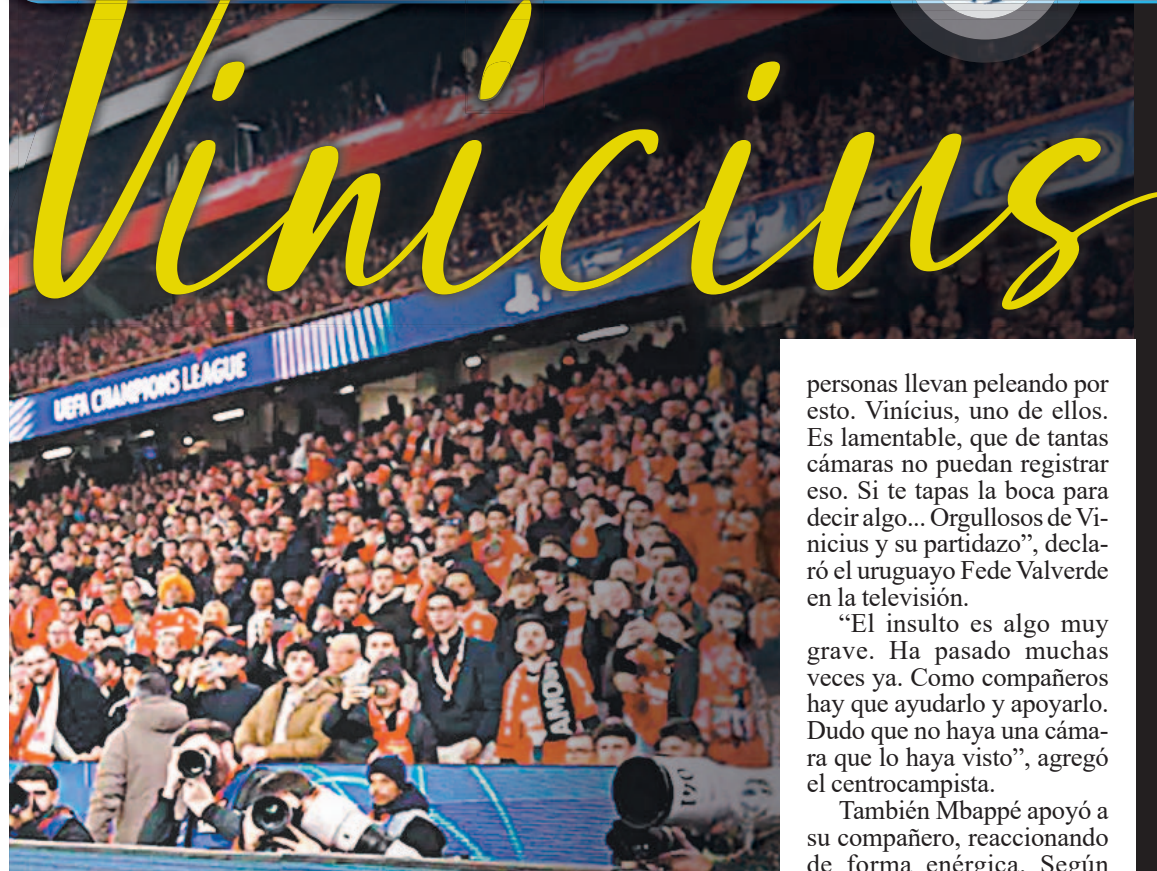 Vinícius
UEFA CHAMPIONS LEAGUE
personas llevan peleando por
esto. Vinícius, uno de ellos.
Es lamentable, que de tantas
cámaras no puedan registrar
eso. Si te tapas la boca para
decir algo... Orgullosos de Vi-
nicius y su partidazo”, decla-
ró el uruguayo Fede Valverde
en la televisión.
“El insulto es algo muy
grave. Ha pasado muchas
veces ya. Como compañeros
hay que ayudarlo y apoyarlo.
Dudo que no haya una cáma-
ra que lo haya visto”, agregó
el centrocampista.
También Mbappé apoyó a
su compañero, reaccionando
de forma enérgica. Según